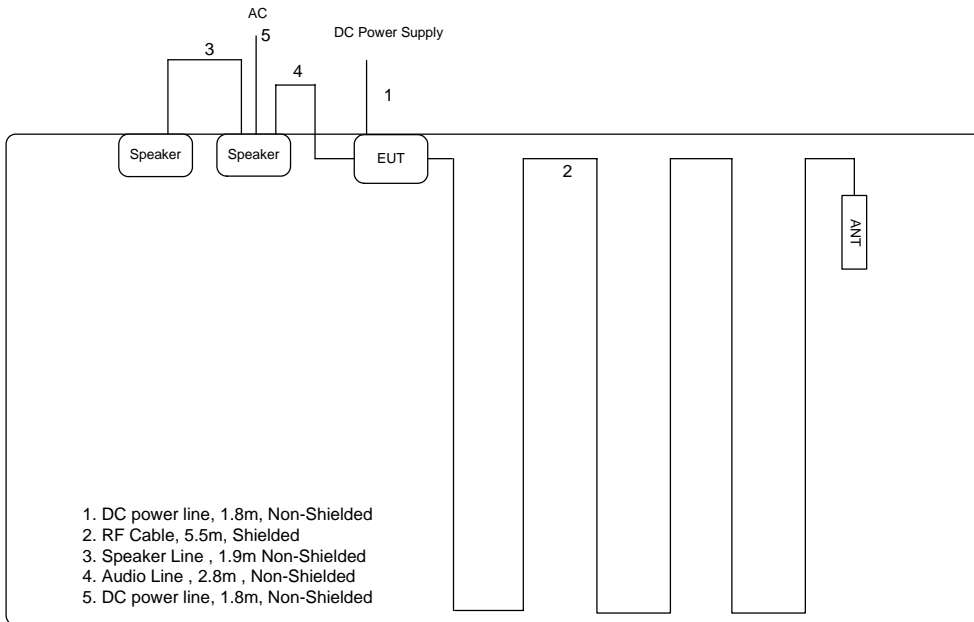 AC
5
DC Power Supply
3
4
1
Speaker
Speaker
EUT
2
ANT
1. DC power line, 1.8m, Non-Shielded
2. RF Cable, 5.5m, Shielded
3. Speaker Line , 1.9m Non-Shielded
4. Audio Line , 2.8m , Non-Shielded
5. DC power line, 1.8m, Non-Shielded